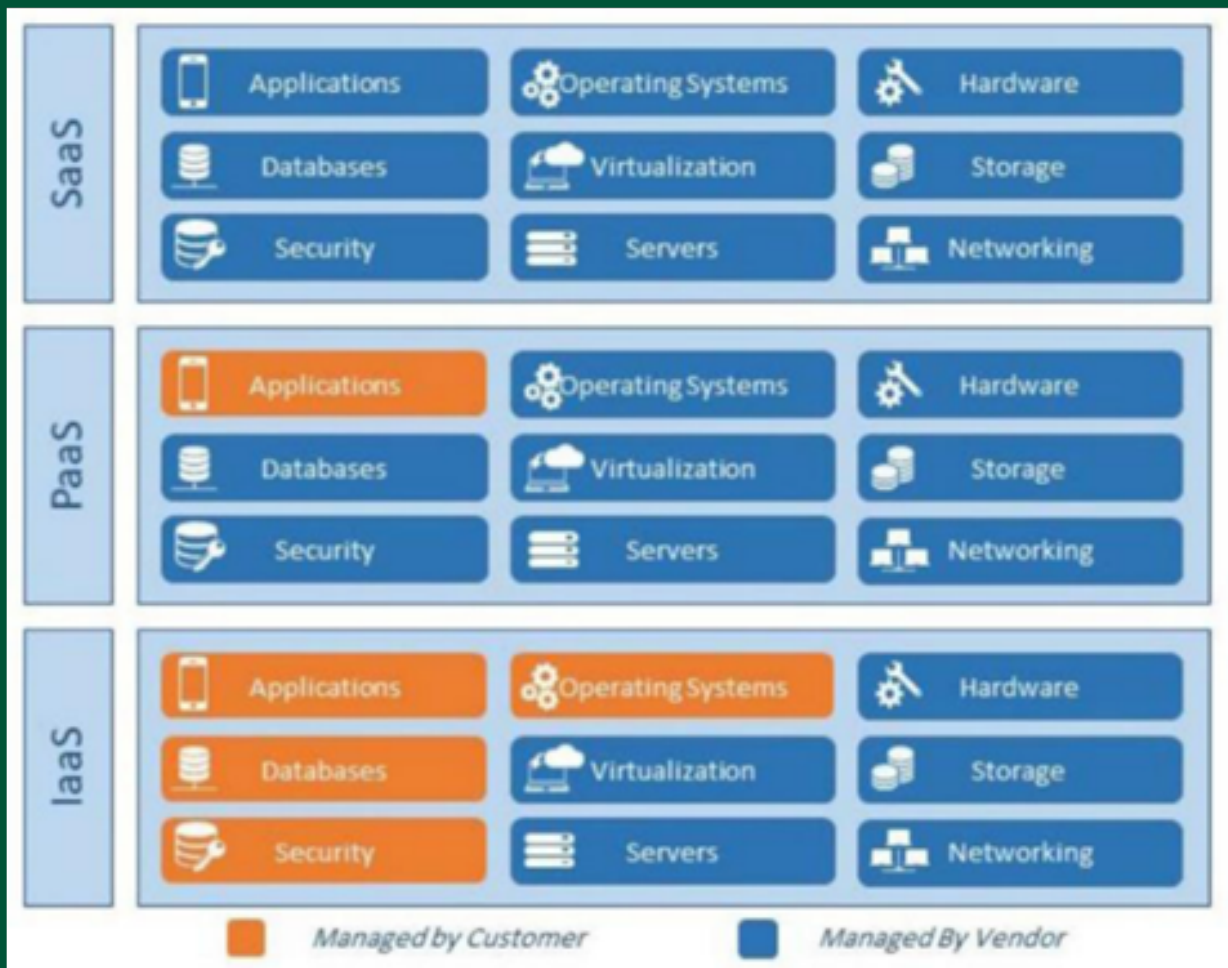 SaaS
Applications
Operating Systems
Hardware
Databases
Virtualization
Storage
Security
Servers
Networking
PaaS
Applications
Operating Systems
Hardware
Databases
Virtualization
Storage
Security
Servers
Networking
IaaS
Applications
Operating Systems
Hardware
Databases
Virtualization
Storage
Security
Servers
Networking
Managed by Customer
Managed By Vendor